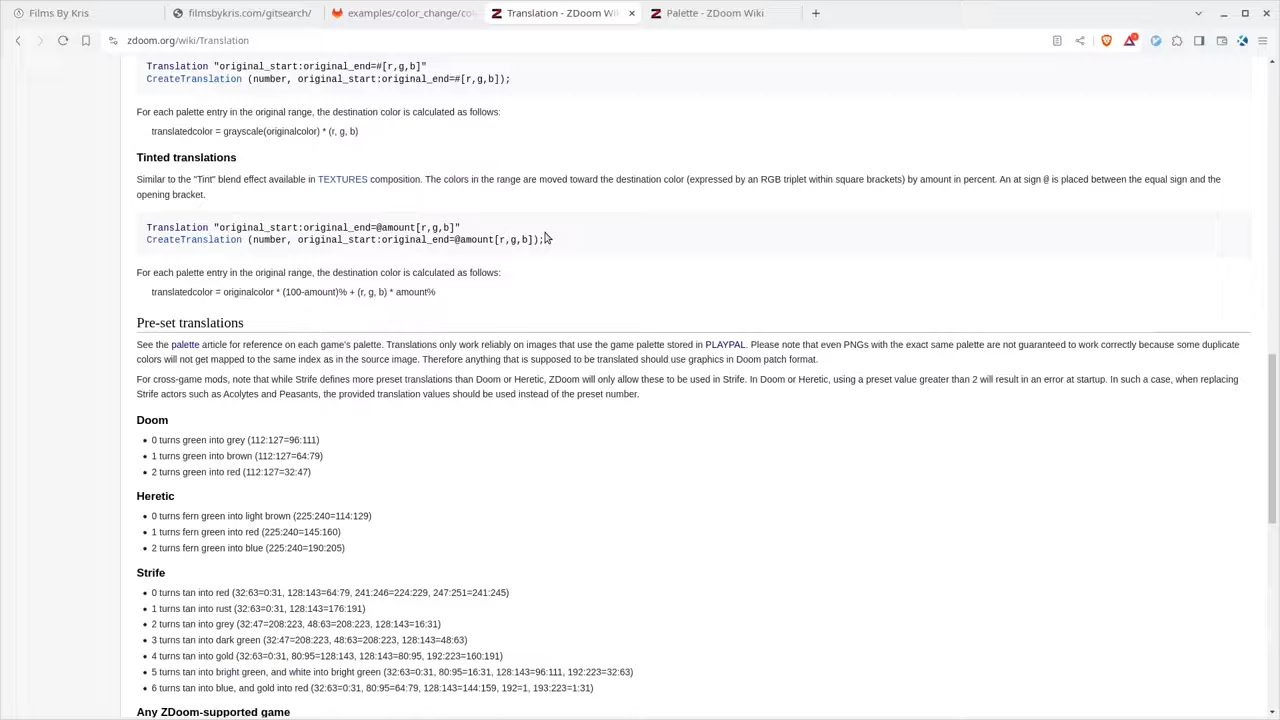 Films By Kris
filmsbykris.com/gitsearch/
examples/color_change/co
Translation - ZDoom Wi
Palette - ZDoom Wiki
zdoom.org/wiki/Translation
Translation "original_start:original_end=#[r,g,b]"
CreateTranslation (number, original_start:original_end=#[r,g,b]);
For each palette entry in the original range, the destination color is calculated as follows:
translatedcolor = grayscale(originalcolor) * (r, g, b)
Tinted translations
Similar to the "Tint" blend effect available in TEXTURES composition. The colors in the range are moved toward the destination color (expressed by an RGB triplet within square brackets) by amount in percent. An at sign @ is placed between the equal sign and the
opening bracket.
Translation "original_start:original_end=@amount[r,g,b]"
CreateTranslation (number, original_start:original_end=@amount[r,g,b]);
For each palette entry in the original range, the destination color is calculated as follows:
translatedcolor = originalcolor * (100-amount)% + (r, g, b) * amount%
Pre-set translations
See the palette article for reference on each game's palette. Translations only work reliably on images that use the game palette stored in PLAYPAL. Please note that even PNGs with the exact same palette are not guaranteed to work correctly because some duplicate
colors will not get mapped to the same index as in the source image. Therefore anything that is supposed to be translated should use graphics in Doom patch format.
For cross-game mods, note that while Strife defines more preset translations than Doom or Heretic, ZDoom will only allow these to be used in Strife. In Doom or Heretic, using a preset value greater than 2 will result in an error at startup. In such a case, when replacing
Strife actors such as Acolytes and Peasants, the provided translation values should be used instead of the preset number.
Doom
0 turns green into grey (112:127=96:111)
1 turns green into brown (112:127=64:79)
2 turns green into red (112:127=32:47)
Heretic
0 turns fern green into light brown (225:240=114:129)
1 turns fern green into red (225:240=145:160)
2 turns fern green into blue (225:240=190:205)
Strife
0 turns tan into red (32:63=0:31, 128:143=64:79, 241:246=224:229, 247:251=241:245)
1 turns tan into rust (32:63=0:31, 128:143=176:191)
2 turns tan into grey (32:47=208:223, 48:63=208:223, 128:143=16:31)
3 turns tan into dark green (32:47=208:223, 48:63=208:223, 128:143=48:63)
4 turns tan into gold (32:63=0:31, 80:95=128:143, 128:143=80:95, 192:223=160:191)
5 turns tan into bright green, and white into bright green (32:63=0:31, 80:95=16:31, 128:143=96:111, 192:223=32:63)
6 turns tan into blue, and gold into red (32:63=0:31, 80:95=64:79, 128:143=144:159, 192=1, 193:223=1:31)
Any ZDoom-supported game